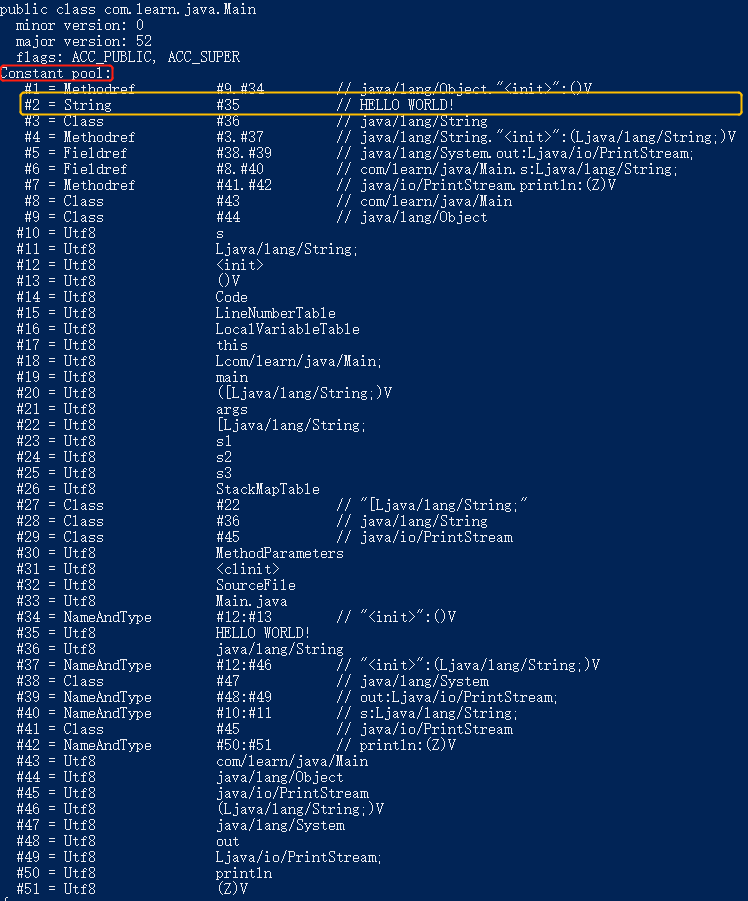 public class com.learn.java.Main
minor version: 0
major version: 52
flags: ACC_PUBLIC, ACC_SUPER
Constant pool:
#1 = Methodref #9.#34 // java/lang/Object."<init>":()V
#2 = String #35 // HELLO WORLD!
#3 = Class #36 // java/lang/String
#4 = Methodref #3.#37 // java/lang/String."<init>":(Ljava/lang/String;)V
#5 = Fieldref #38.#39 // java/lang/System.out:Ljava/io/PrintStream;
#6 = Fieldref #8.#40 // com/learn/java/Main.s:Ljava/lang/String;
#7 = Methodref #41.#42 // java/io/PrintStream.println:(Z)V
#8 = Class #43 // com/learn/java/Main
#9 = Class #44 // java/lang/Object
#10 = Utf8 s
#11 = Utf8 Ljava/lang/String;
#12 = Utf8 <init>
#13 = Utf8 ()V
#14 = Utf8 Code
#15 = Utf8 LineNumberTable
#16 = Utf8 LocalVariableTable
#17 = Utf8 this
#18 = Utf8 Lcom/learn/java/Main;
#19 = Utf8 main
#20 = Utf8 ([Ljava/lang/String;)V
#21 = Utf8 args
#22 = Utf8 [Ljava/lang/String;
#23 = Utf8 s1
#24 = Utf8 s2
#25 = Utf8 s3
#26 = Utf8 StackMapTable
#27 = Class #22 // "[Ljava/lang/String;"
#28 = Class #36 // java/lang/String
#29 = Class #45 // java/io/PrintStream
#30 = Utf8 MethodParameters
#31 = Utf8 <clinit>
#32 = Utf8 SourceFile
#33 = Utf8 Main.java
#34 = NameAndType #12:#13 // "<init>":()V
#35 = Utf8 HELLO WORLD!
#36 = Utf8 java/lang/String
#37 = NameAndType #12:#46 // "<init>":(Ljava/lang/String;)V
#38 = Class #47 // java/lang/System
#39 = NameAndType #48:#49 // out:Ljava/io/PrintStream;
#40 = NameAndType #10:#11 // s:Ljava/lang/String;
#41 = Class #45 // java/io/PrintStream
#42 = NameAndType #50:#51 // println:(Z)V
#43 = Utf8 com/learn/java/Main
#44 = Utf8 java/lang/Object
#45 = Utf8 java/io/PrintStream
#46 = Utf8 (Ljava/lang/String;)V
#47 = Utf8 java/lang/System
#48 = Utf8 out
#49 = Utf8 Ljava/io/PrintStream;
#50 = Utf8 println
#51 = Utf8 (Z)V